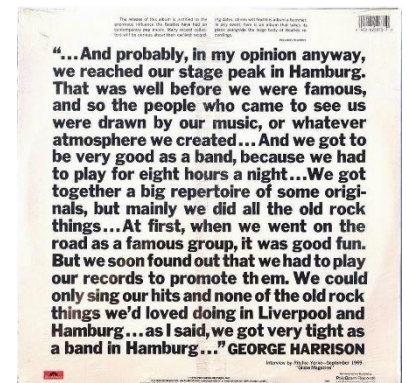 The release of this album is
“...And probably, in my opinion anyway,
we reached our stage peak in Hamburg.
That was well before we were famous,
and so the people who came to see us
were drawn by our music, or whatever
atmosphere we created...And we got to
be very good as a band, because we had
to play for eight hours a night...We got
together a big repertoire of some origi-
nals, but mainly we did all the old rock
things...At first, when we went on the
road as a famous group, it was good fun.
But we soon found out that we had to play
our records to promote them. We could
only sing our hits and none of the old rock
things we'd loved doing in Liverpool and
Hamburg...as I said, we got very tight as
a band in Hamburg...” GEORGE HARRISON
Interview by Ritchie Yorke—September 1969